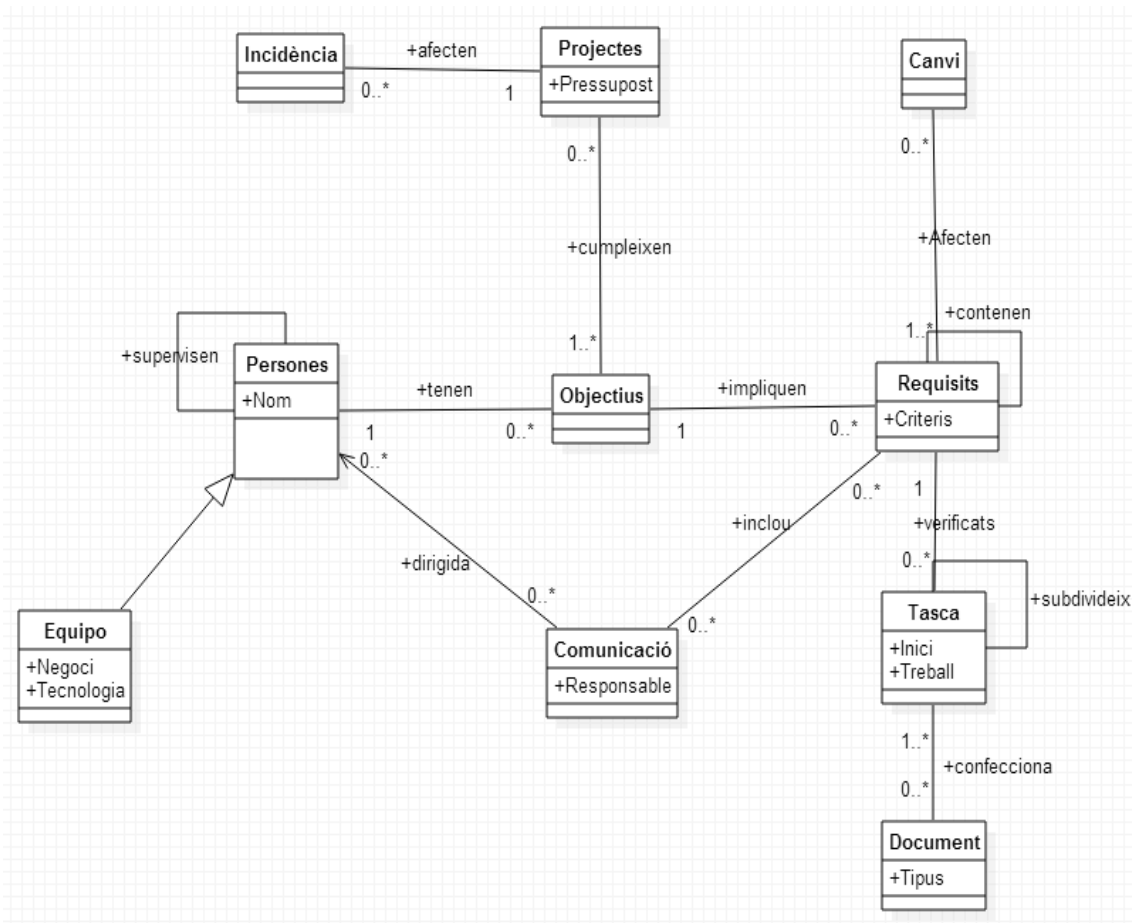 Incidència
+afecten
0..*
1
Projectes
+Pressupost
Canvi
0..*
0..*
+cumpleixen
+Afecten
1..*
1..*
+contenen
+supervisen
Persones
+Nom
+tenen
1
0..*
Objectius
+impliquen
1
0..*
Requisits
+Criteris
0..*
+dirigida
0..*
+inclou
0..*
0..*
1
+verificats
0..*
+subdivideix
Equipo
+Negoci
+Tecnologia
Comunicació
+Responsable
Tasca
+Inici
+Treball
1..*
+confecciona
0..*
Document
+Tipus